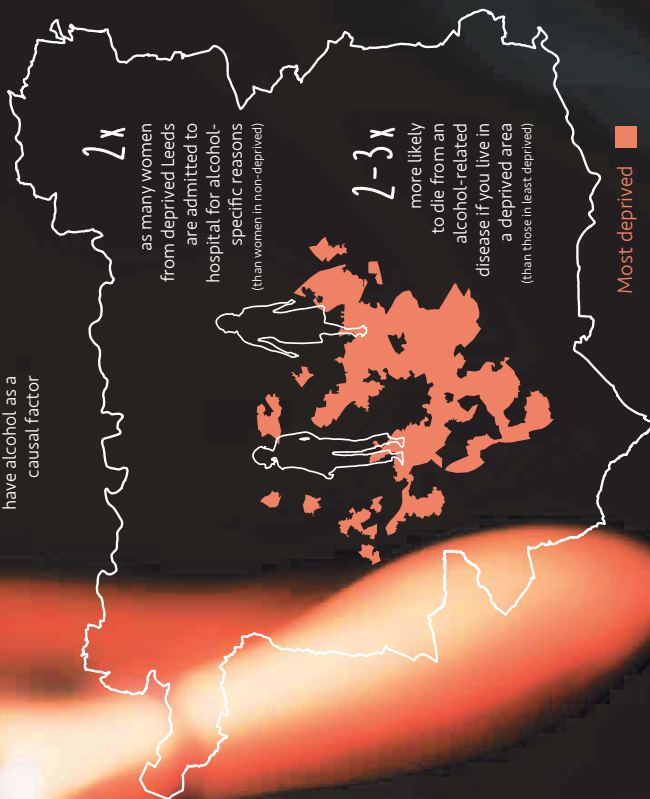 have alcohol as a
causal factor
2x
as many women
from deprived Leeds
are admitted to
hospital for alcohol-
specific reasons
(than women in non-deprived)
2-3x
more likely
to die from an
alcohol-related
disease if you live in
a deprived area
(than those in least deprived)
Most deprived